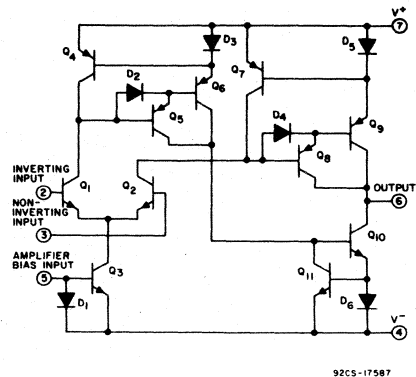 V+
7
Q4
D3
D5
D2
Q6
Q7
Q5
D4
Q9
Q8
INVERTING
INPUT
2
Q1
Q2
OUTPUT
6
NON-
INVERTING
INPUT
3
Q10
AMPLIFIER
BIAS INPUT
5
Q3
Q11
D1
D6
V-
4
92CS-17587